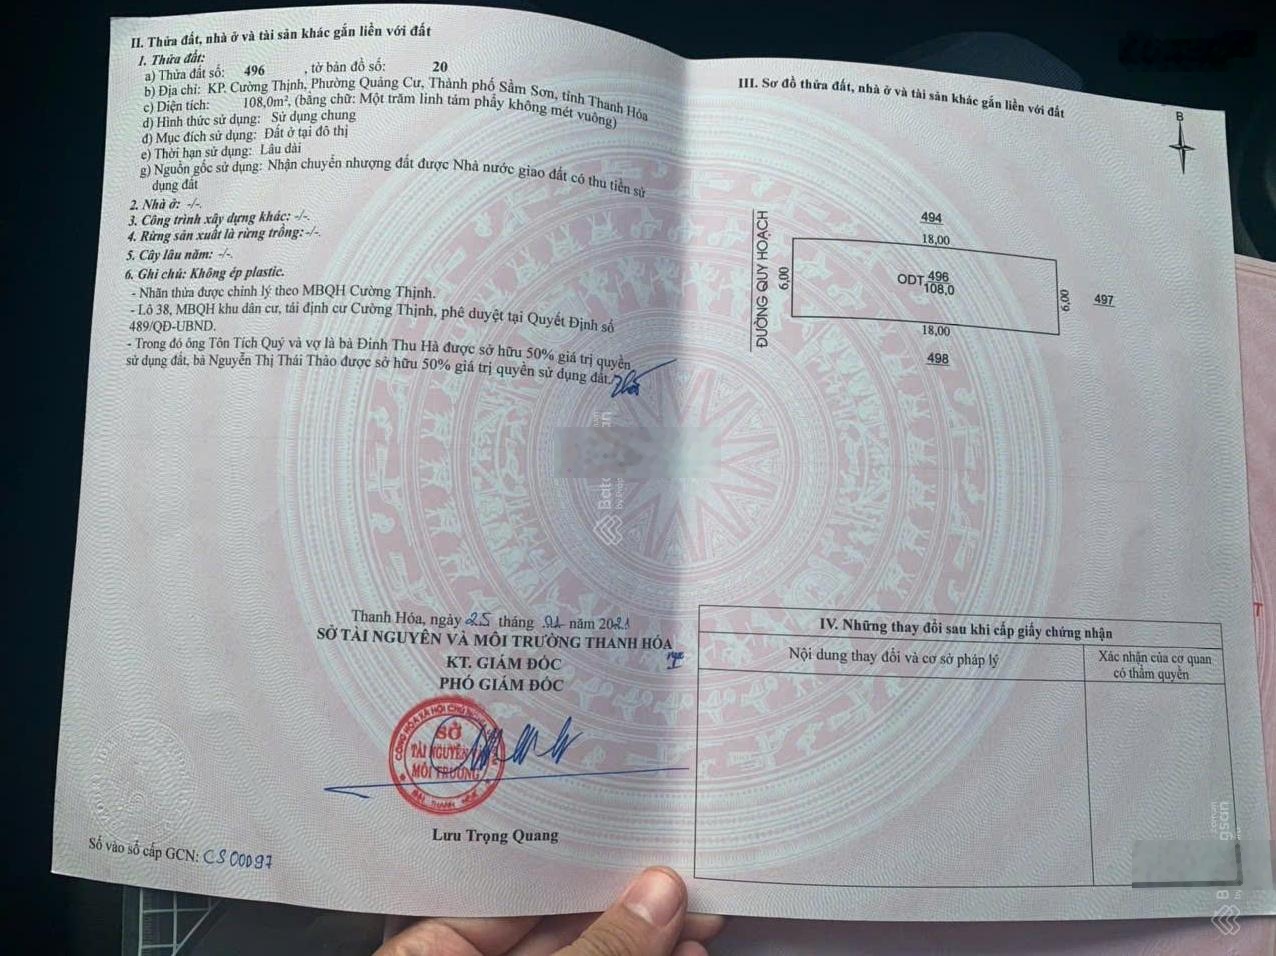 II. Thửa đất, nhà ở và tài sản khác gắn liền với đất
1. Thửa đất:
a) Thửa đất số: 496 , tờ bản đồ số: 20
b) Địa chỉ: KP. Cường Thịnh, Phường Quảng Cư, Thành phố Sầm Sơn, tỉnh Thanh Hóa
c) Diện tích: 108,0m², (bằng chữ: Một trăm linh tám phẩy không mét vuông)
d) Hình thức sử dụng: Sử dụng chung
đ) Mục đích sử dụng: Đất ở tại đô thị
e) Thời hạn sử dụng: Lâu dài
g) Nguồn gốc sử dụng: Nhận chuyển nhượng đất được Nhà nước giao đất có thu tiền sử
dụng đất
2. Nhà ở: -/-.
3. Công trình xây dựng khác: -/-.
4. Rừng sản xuất là rừng trồng:-/-.
5. Cây lâu năm: -/-.
6. Ghi chú: Không ép plastic.
- Nhãn thửa được chỉnh lý theo MBQH Cường Thịnh.
- Lô 38, MBQH khu dân cư, tái định cư Cường Thịnh, phê duyệt tại Quyết Định số
489/QĐ-UBND.
- Trong đó ông Tôn Tích Quý và vợ là bà Đinh Thu Hà được sở hữu 50% giá trị quyền
sử dụng đất, bà Nguyễn Thị Thái Thảo được sở hữu 50% giá trị quyền sử dụng đất.
Thanh Hóa, ngày 25 tháng 01 năm 2021
SỞ TÀI NGUYÊN VÀ MÔI TRƯỜNG THANH HÓA
KT. GIÁM ĐỐC
PHÓ GIÁM ĐỐC
SỞ
TÀI NGUYÊN
MÔI TRƯỜNG
Lưu Trọng Quang
Số vào sổ cấp GCN: CS00097
III. Sơ đồ thửa đất, nhà ở và tài sản khác gắn liền với đất
B
ĐƯỜNG QUY HOẠCH
494
18,00
6,00
ODT 496
108,0
6,00
497
18,00
498
IV. Những thay đổi sau khi cấp giấy chứng nhận
Nội dung thay đổi và cơ sở pháp lý
Xác nhận của cơ quan
có thẩm quyền